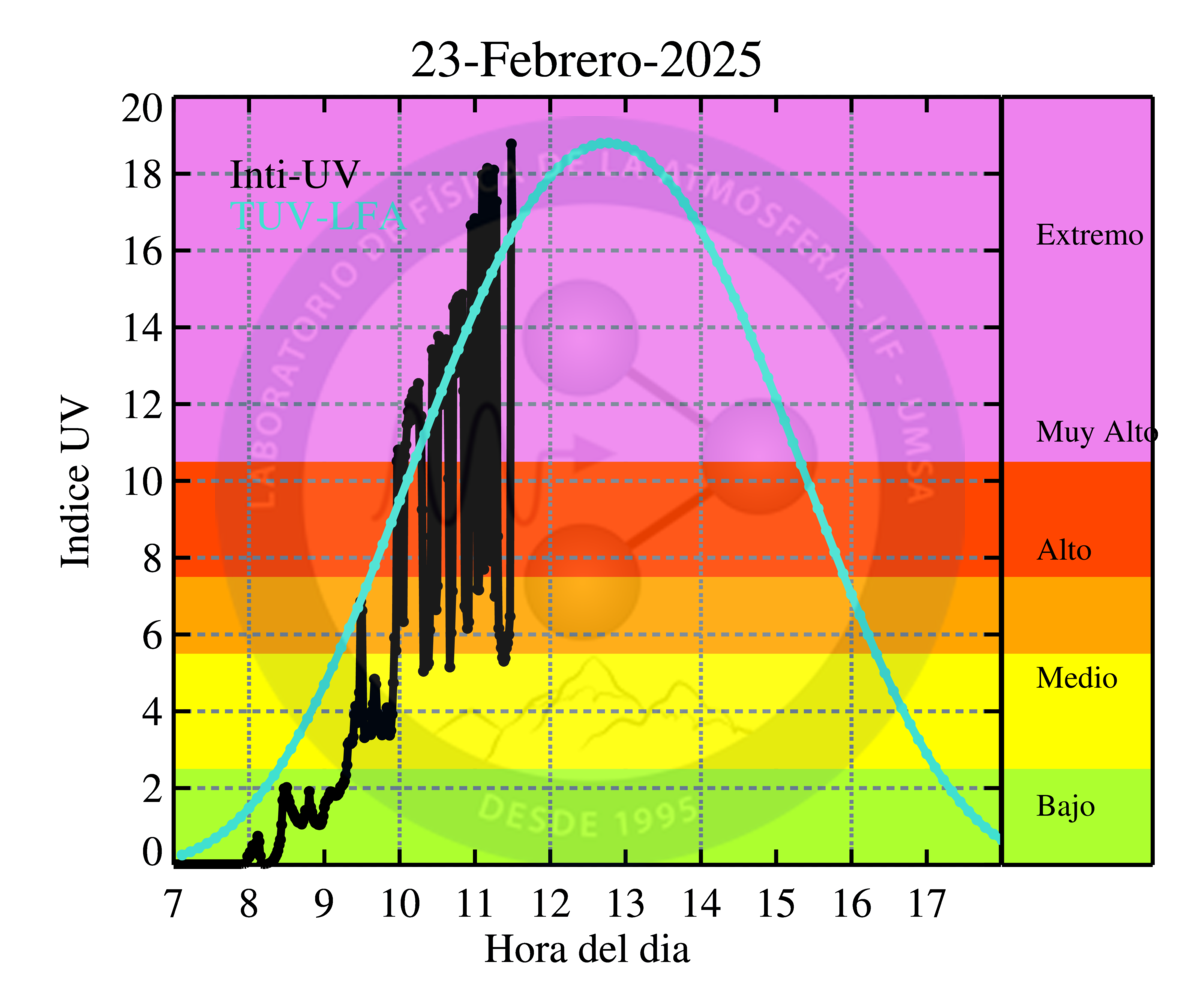 23-Febrero-2025
20
18
16
14
12
10
8
6
4
2
0
Indice UV
Inti-UV
TUV-LFA
LABORATORIO DE FÍSICA DE LA ATMÓSFERA - IIF - UMSA
DESDE 1995
Extremo
Muy Alto
Alto
Medio
Bajo
7 8 9 10 11 12 13 14 15 16 17
Hora del dia